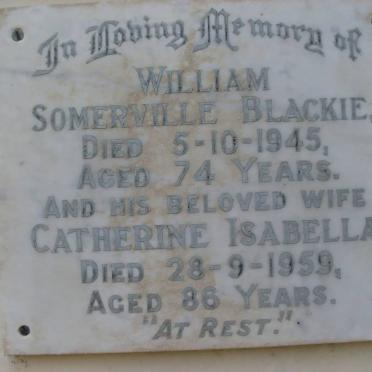 In Loving Memory of
WILLIAM
SOMERVILLE BLACKIE,
DIED 5-10-1945,
AGED 74 YEARS.
AND HIS BELOVED WIFE
CATHERINE ISABELLA
DIED 28-9-1959,
AGED 86 YEARS.
"AT REST."